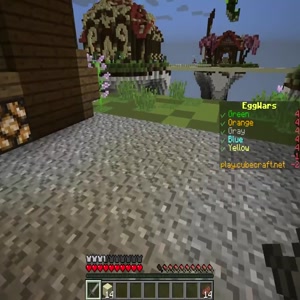 EggWars
✓ Green
✓ Orange
✓ Gray
✓ Blue
✓ Yellow
play.cubecraft.net
14
14